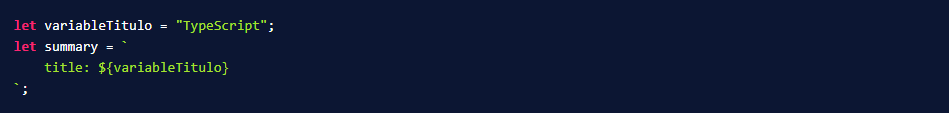 let variableTitulo = "TypeScript";
let summary = `
    title: ${variableTitulo}
`;